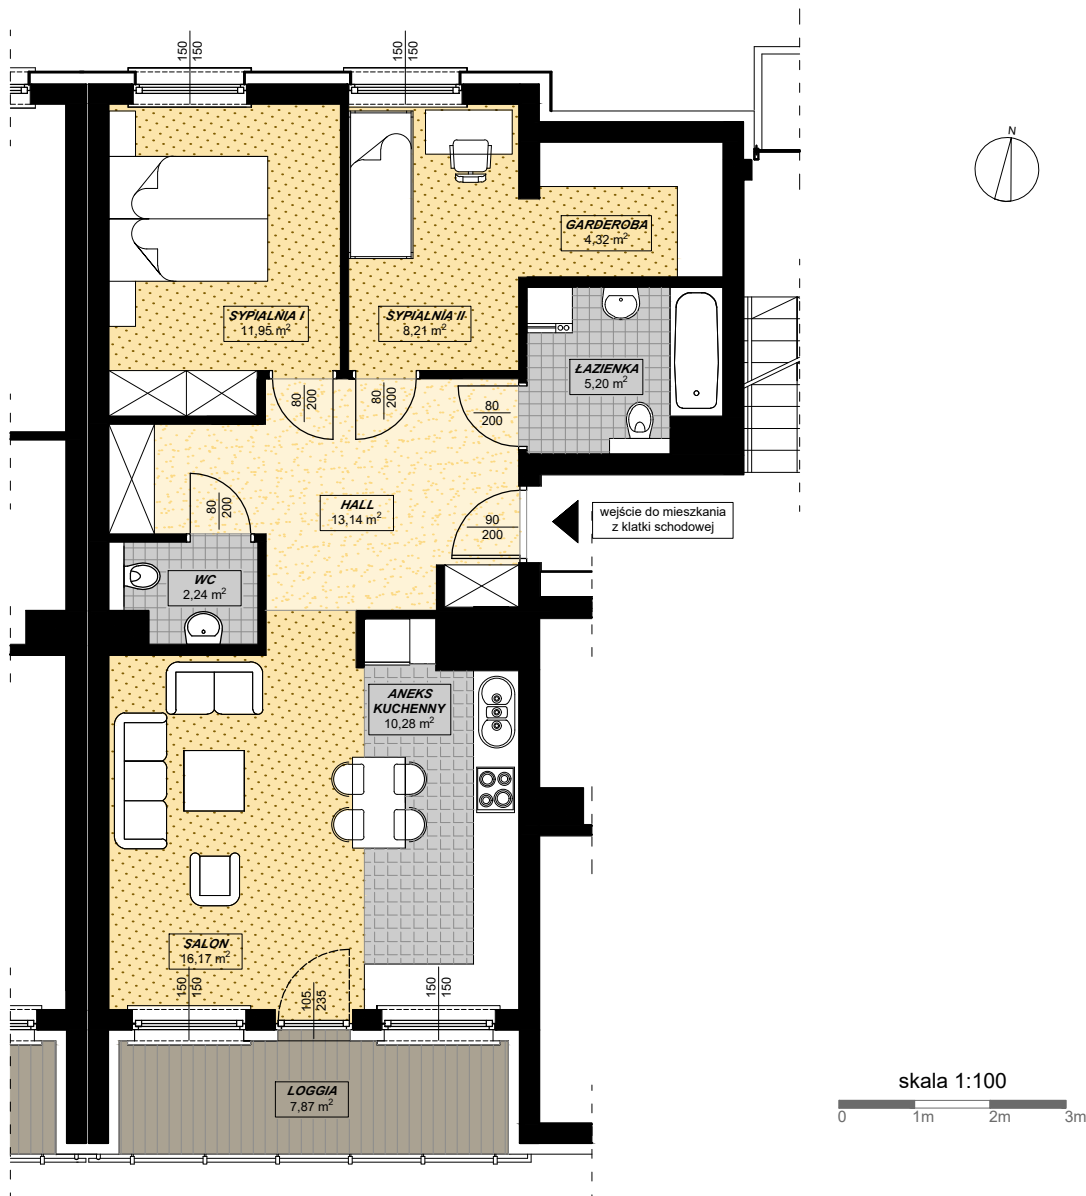 150
150
150
150
N
GARDEROBA
4,32 m²
SYPIALNIA I
11,95 m²
SYPIALNIA II
8,21 m²
ŁAZIENKA
5,20 m²
80
200
80
200
80
200
80
200
HALL
13,14 m²
90
200
wejście do mieszkania
z klatki schodowej
WC
2,24 m²
ANEKS
KUCHENNY
10,28 m²
SALON
16,17 m²
150
150
105
235
150
150
LOGGIA
7,87 m²
skala 1:100
0 1m 2m 3m